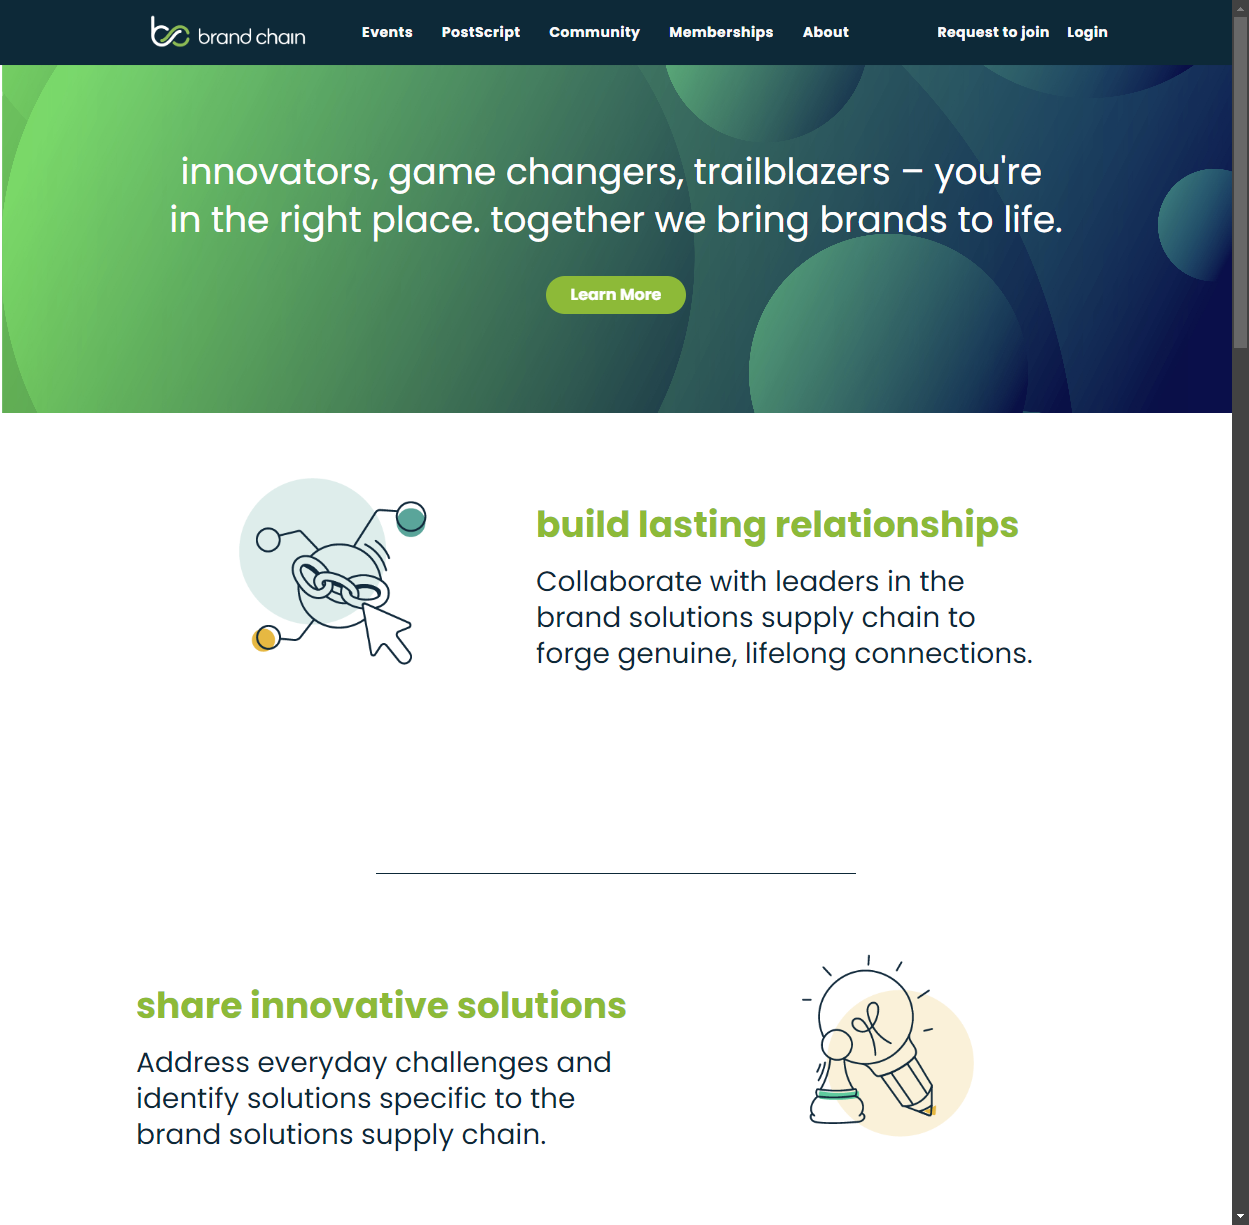 brand chain
Events
PostScript
Community
Memberships
About
Request to join
Login
innovators, game changers, trailblazers – you're
in the right place. together we bring brands to life.
Learn More
build lasting relationships
Collaborate with leaders in the
brand solutions supply chain to
forge genuine, lifelong connections.
share innovative solutions
Address everyday challenges and
identify solutions specific to the
brand solutions supply chain.